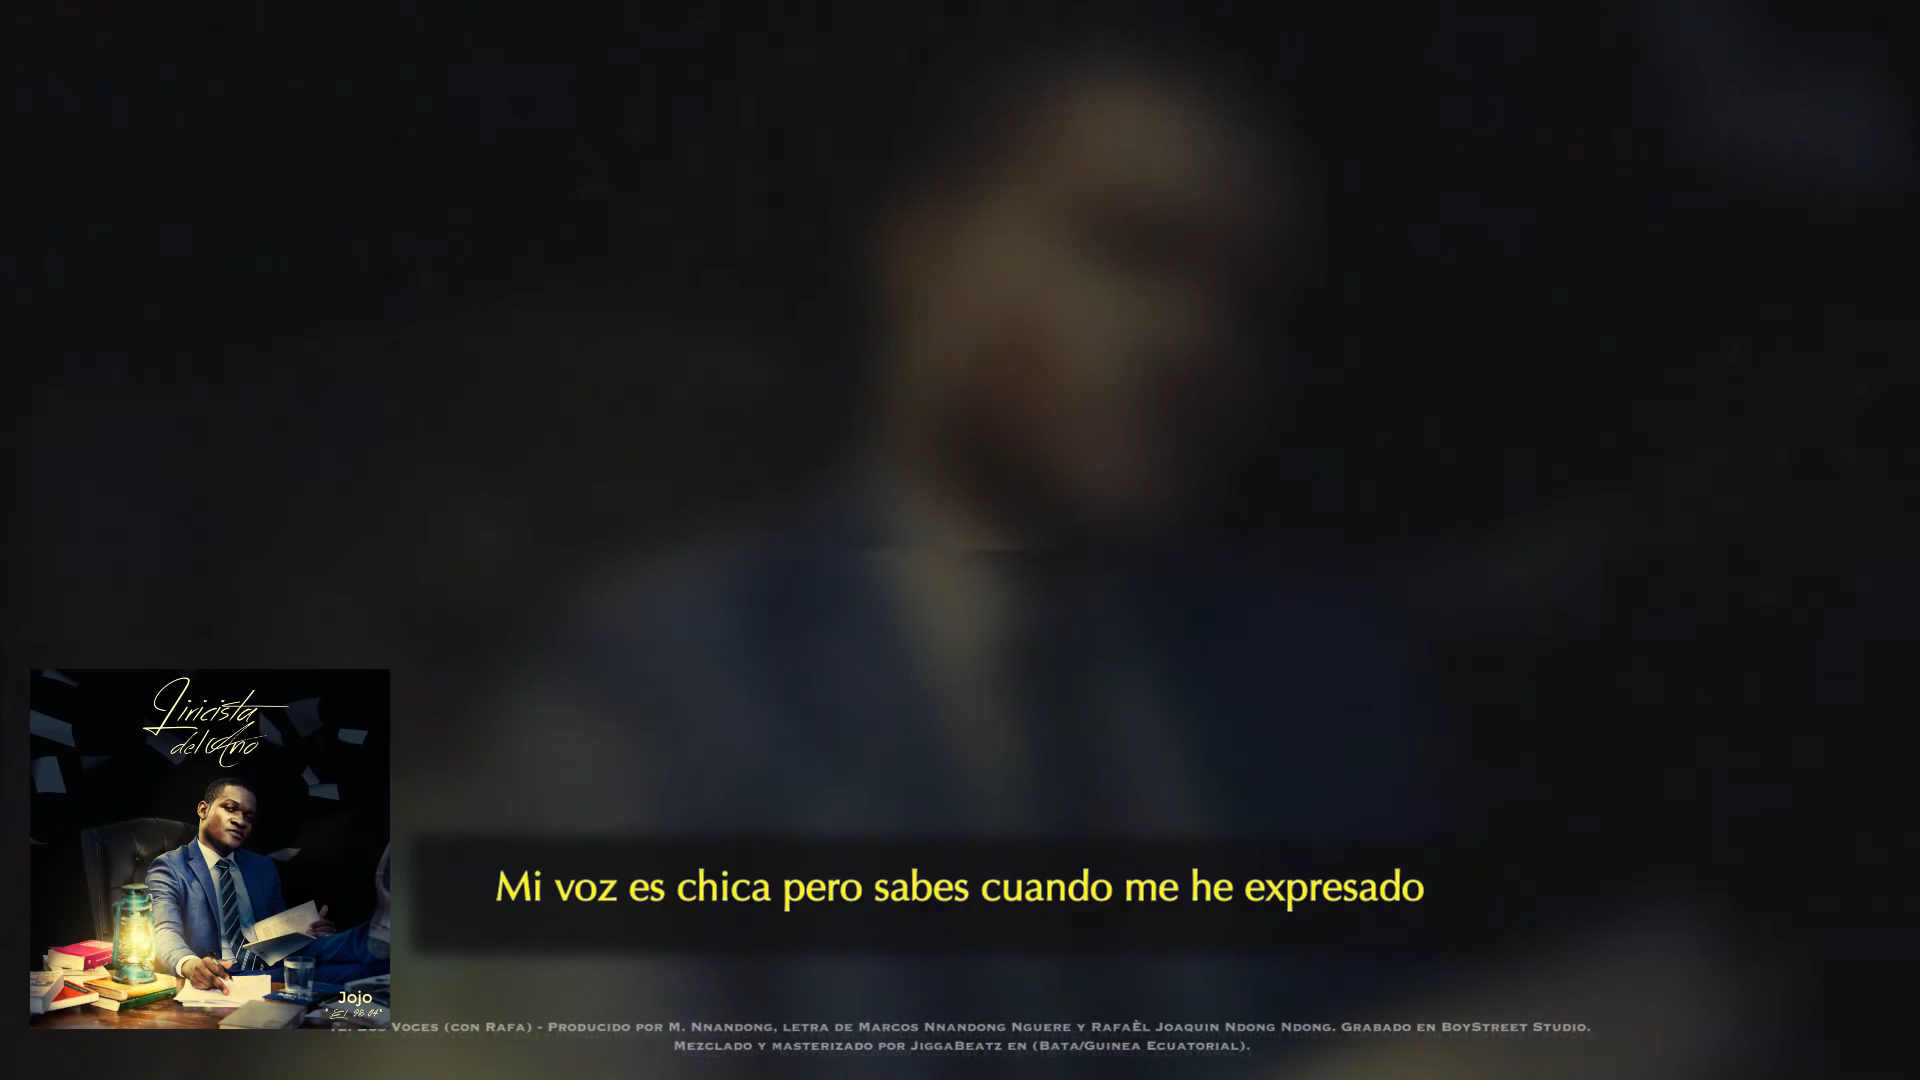 Liricista
del Año
Mi voz es chica pero sabes cuando me he expresado
Jojo
Voces (con Rafa) - Producido por M. Nnandong, letra de Marcos Nnandong Nguere y Rafaèl Joaquin Ndong Ndong. Grabado en BoyStreet Studio.
Mezclado y masterizado por JiggaBeatz en (Bata/Guinea Ecuatorial).